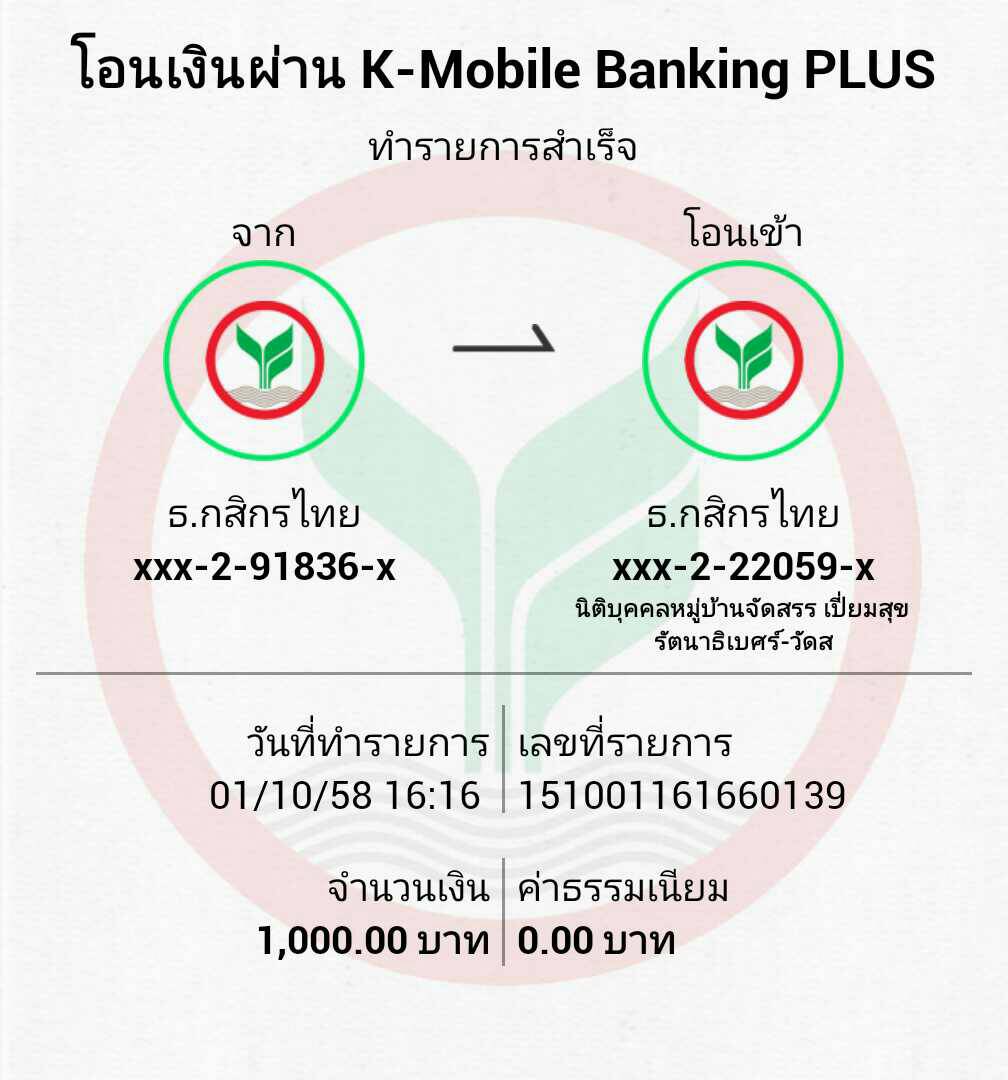 โอนเงินผ่าน K-Mobile Banking PLUS
ทำรายการสำเร็จ
จาก
โอนเข้า
ธ.กสิกรไทย
xxx-2-91836-x
ธ.กสิกรไทย
xxx-2-22059-x
นิติบุคคลหมู่บ้านจัดสรร เปี่ยมสุข
รัตนาธิเบศร์-วัดส
วันที่ทำรายการ
01/10/58 16:16
เลขที่รายการ
151001161660139
จำนวนเงิน
1,000.00 บาท
ค่าธรรมเนียม
0.00 บาท